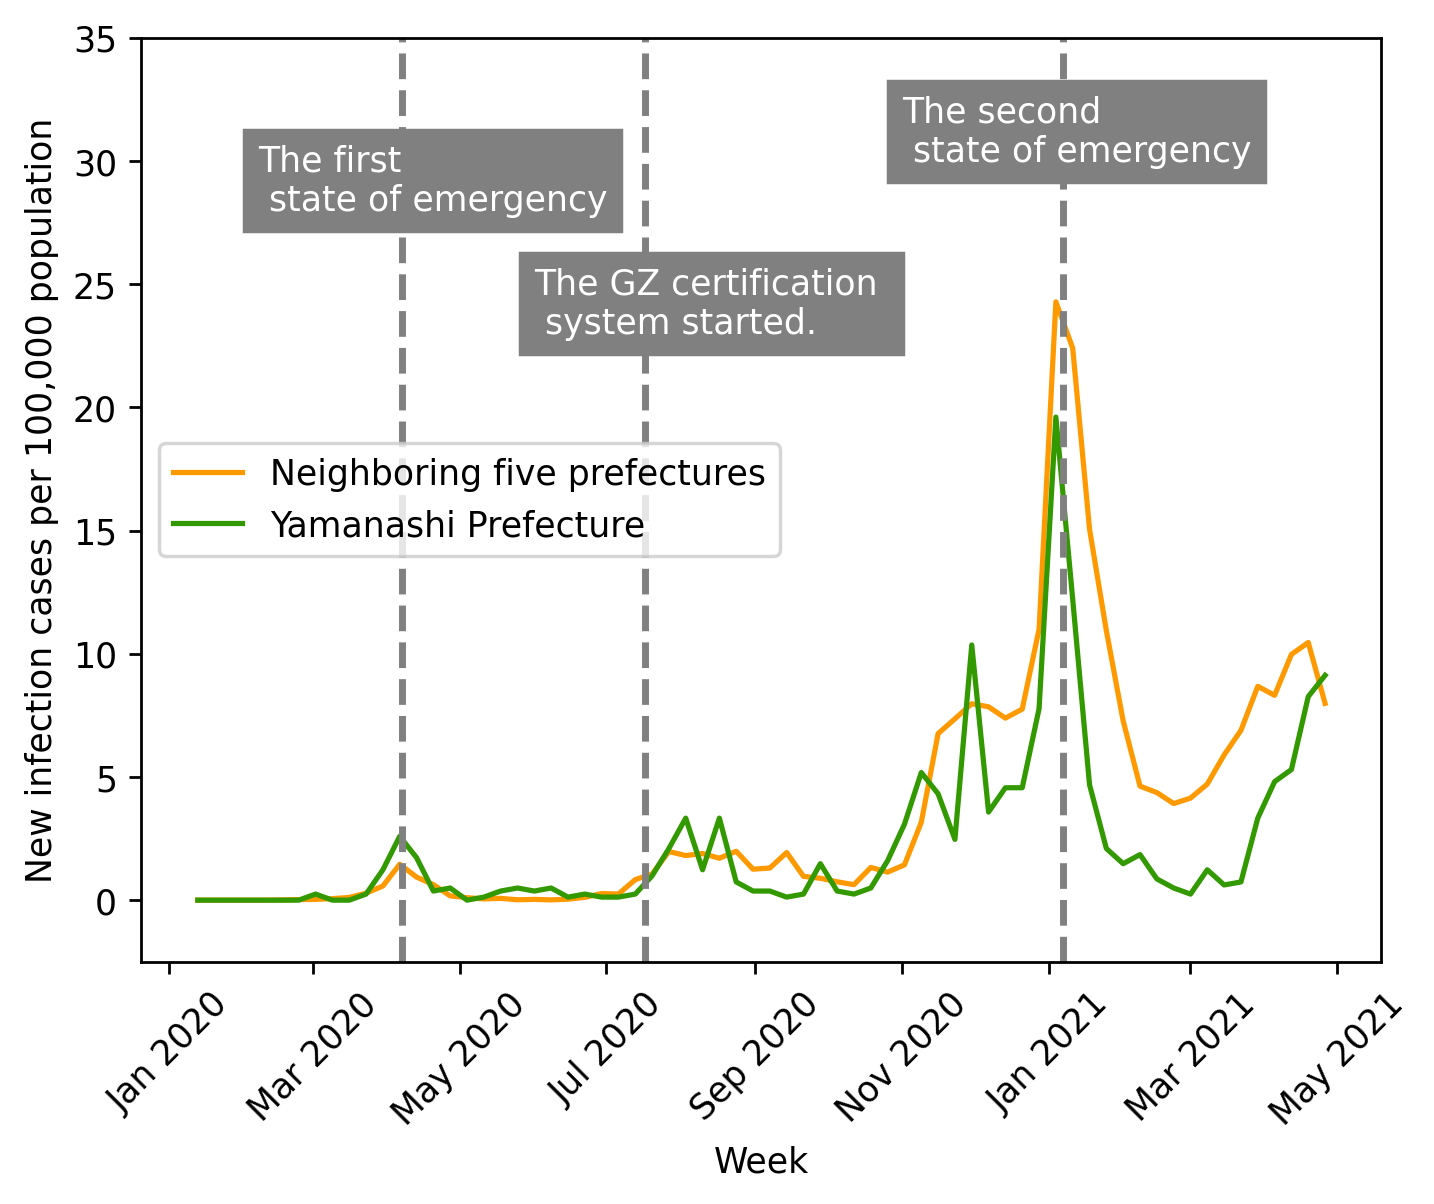 35
30
25
20
15
10
5
0
New infection cases per 100,000 population
The first
state of emergency
The GZ certification
system started.
The second
state of emergency
Neighboring five prefectures
Yamanashi Prefecture
Jan 2020
Mar 2020
May 2020
Jul 2020
Sep 2020
Nov 2020
Jan 2021
Mar 2021
May 2021
Week